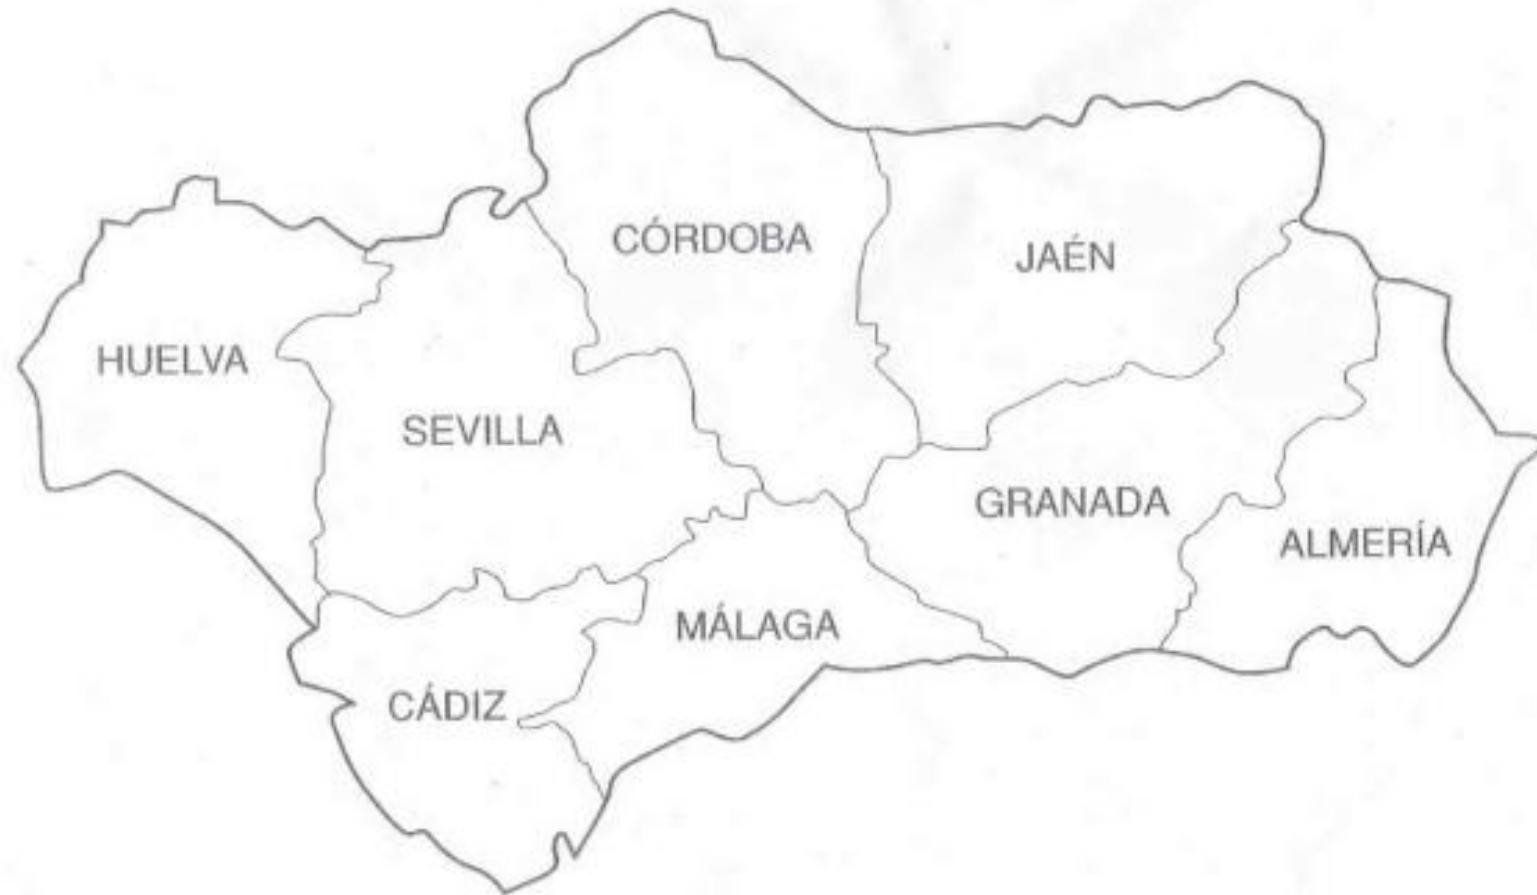 CÓRDOBA
JAÉN
HUELVA
SEVILLA
GRANADA
ALMERÍA
MÁLAGA
CÁDIZ